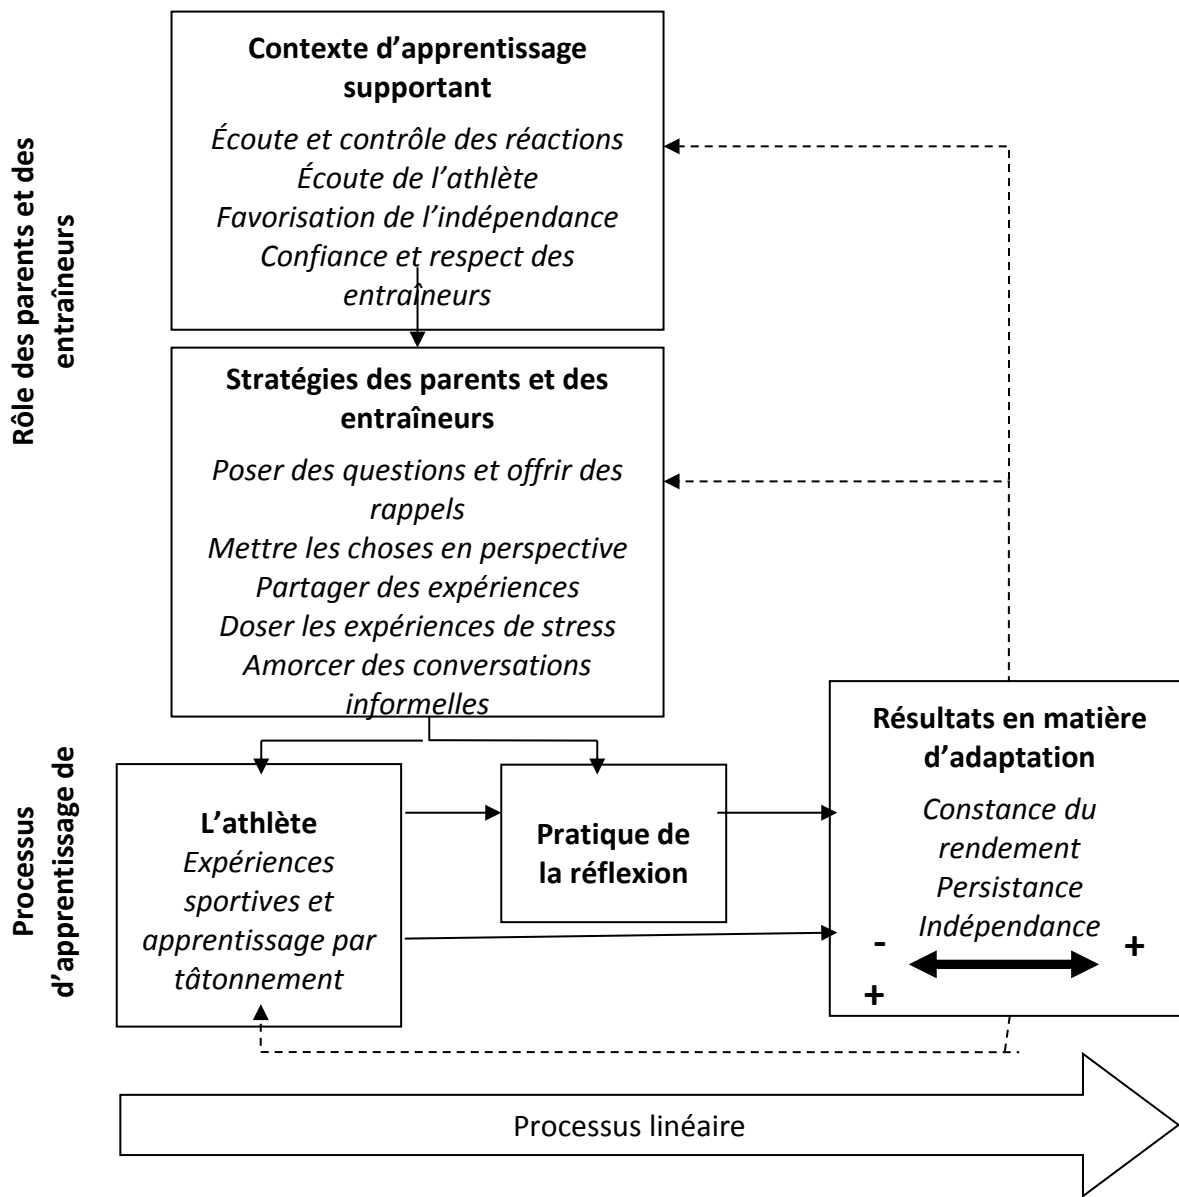 Rôle des parents et des
entraîneurs
Contexte d’apprentissage
supportant
Écoute et contrôle des réactions
Écoute de l’athlète
Favorisation de l’indépendance
Confiance et respect des
entraîneurs
Stratégies des parents et des
entraîneurs
Poser des questions et offrir des
rappels
Mettre les choses en perspective
Partager des expériences
Doser les expériences de stress
Amorcer des conversations
informelles
Processus
d’apprentissage de
L’athlète
Expériences
sportives et
apprentissage par
tâtonnement
Pratique de
la réflexion
Résultats en matière
d’adaptation
Constance du
rendement
Persistance
Indépendance
- +
+
Processus linéaire